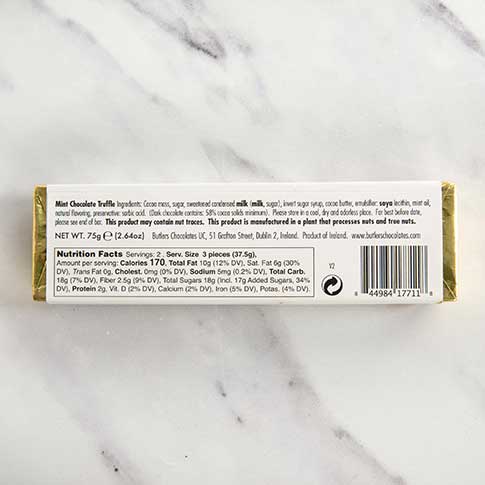 Mint Chocolate Truffle Ingredients: Cocoa mass, sugar, sweetened condensed milk (milk, sugar), invert sugar syrup, cocoa butter, emulsifier: soya lecithin, mint oil,
natural flavoring, preservative: sorbic acid. (Dark chocolate contains: 58% cocoa solids minimum). Please store in a cool, dry and odorless place. For best before date,
please see end of bar. This product may contain nut traces. This product is manufactured in a plant that processes nuts and tree nuts.
NET WT. 75g ℮ (2.64oz) Butlers Chocolates UC, 51 Grafton Street, Dublin 2, Ireland. Product of Ireland. www.butlerschocolates.com
Nutrition Facts Servings: 2, Serv. Size 3 pieces (37.5g),
Amount per serving: Calories 170, Total Fat 10g (12% DV), Sat. Fat 6g (30%
DV), Trans Fat 0g, Cholest. 0mg (0% DV), Sodium 5mg (0.2% DV), Total Carb.
18g (7% DV), Fiber 2.5g (9% DV), Total Sugars 18g (Incl. 17g Added Sugars, 34%
DV), Protein 2g, Vit. D (2% DV), Calcium (2% DV), Iron (5% DV), Potas. (4% DV).
V2
8 44984 17711 8